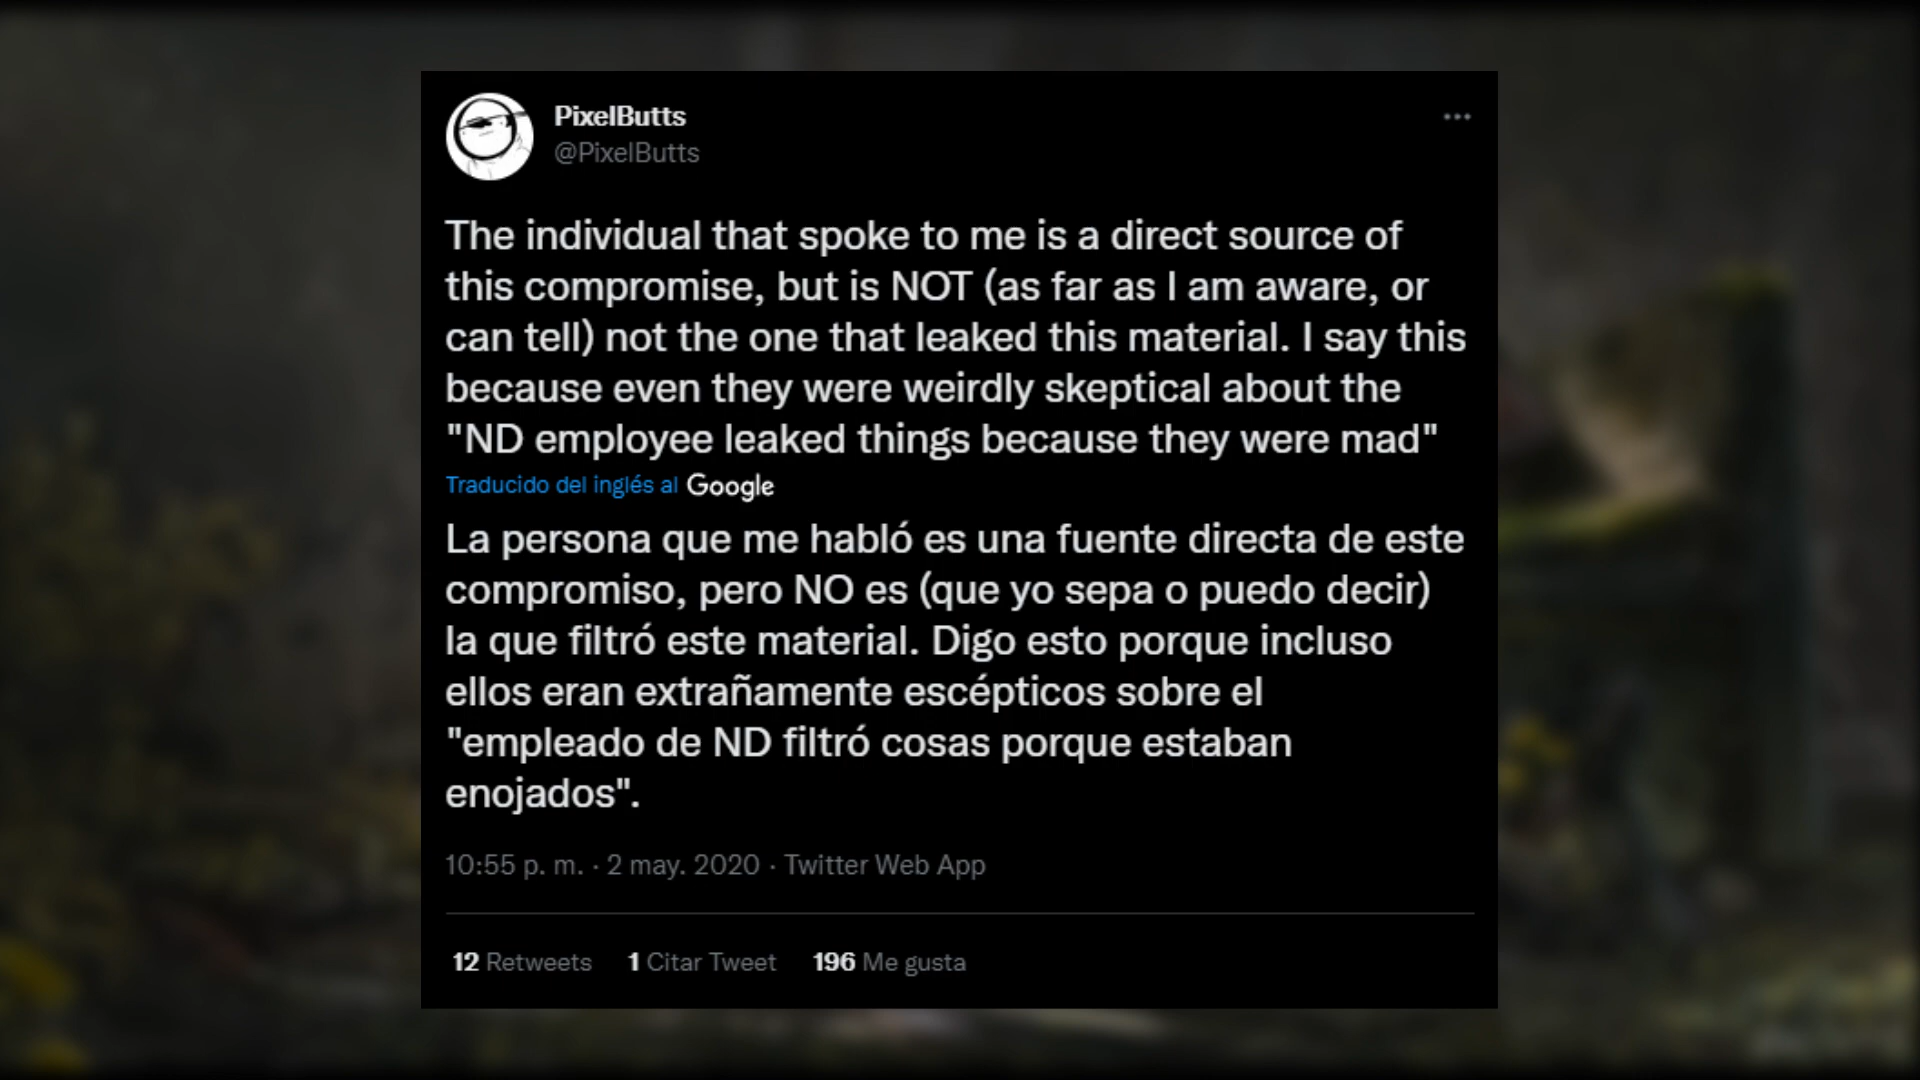 PixelButts
@PixelButts
The individual that spoke to me is a direct source of
this compromise, but is NOT (as far as I am aware, or
can tell) not the one that leaked this material. I say this
because even they were weirdly skeptical about the
"ND employee leaked things because they were mad"
Traducido del inglés al Google
La persona que me habló es una fuente directa de este
compromiso, pero NO es (que yo sepa o puedo decir)
la que filtró este material. Digo esto porque incluso
ellos eran extrañamente escépticos sobre el
"empleado de ND filtró cosas porque estaban
enojados".
10:55 p. m. · 2 may. 2020 · Twitter Web App
12 Retweets 1 Citar Tweet 196 Me gusta